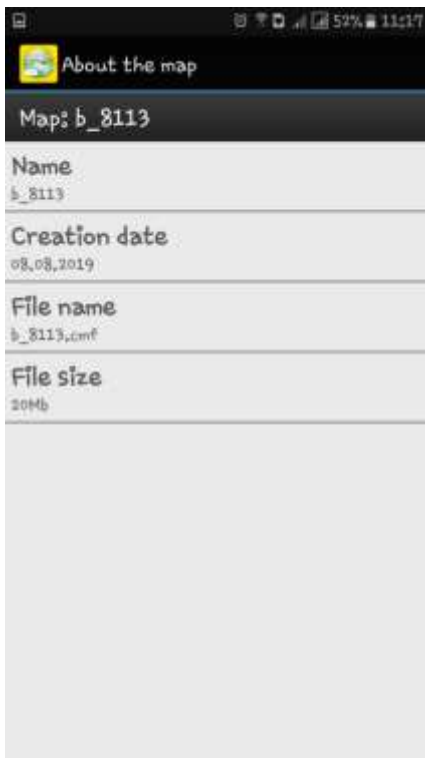 52% 11:17
About the map
Map: b_8113
Name
b_8113
Creation date
08.08.2019
File name
b_8113.cmf
File size
20Mb